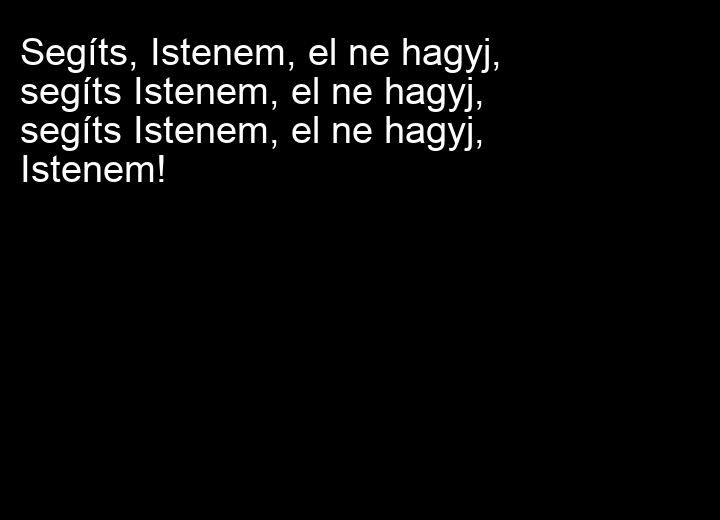 Segíts, Istenem, el ne hagyj,
segíts Istenem, el ne hagyj,
segíts Istenem, el ne hagyj,
Istenem!